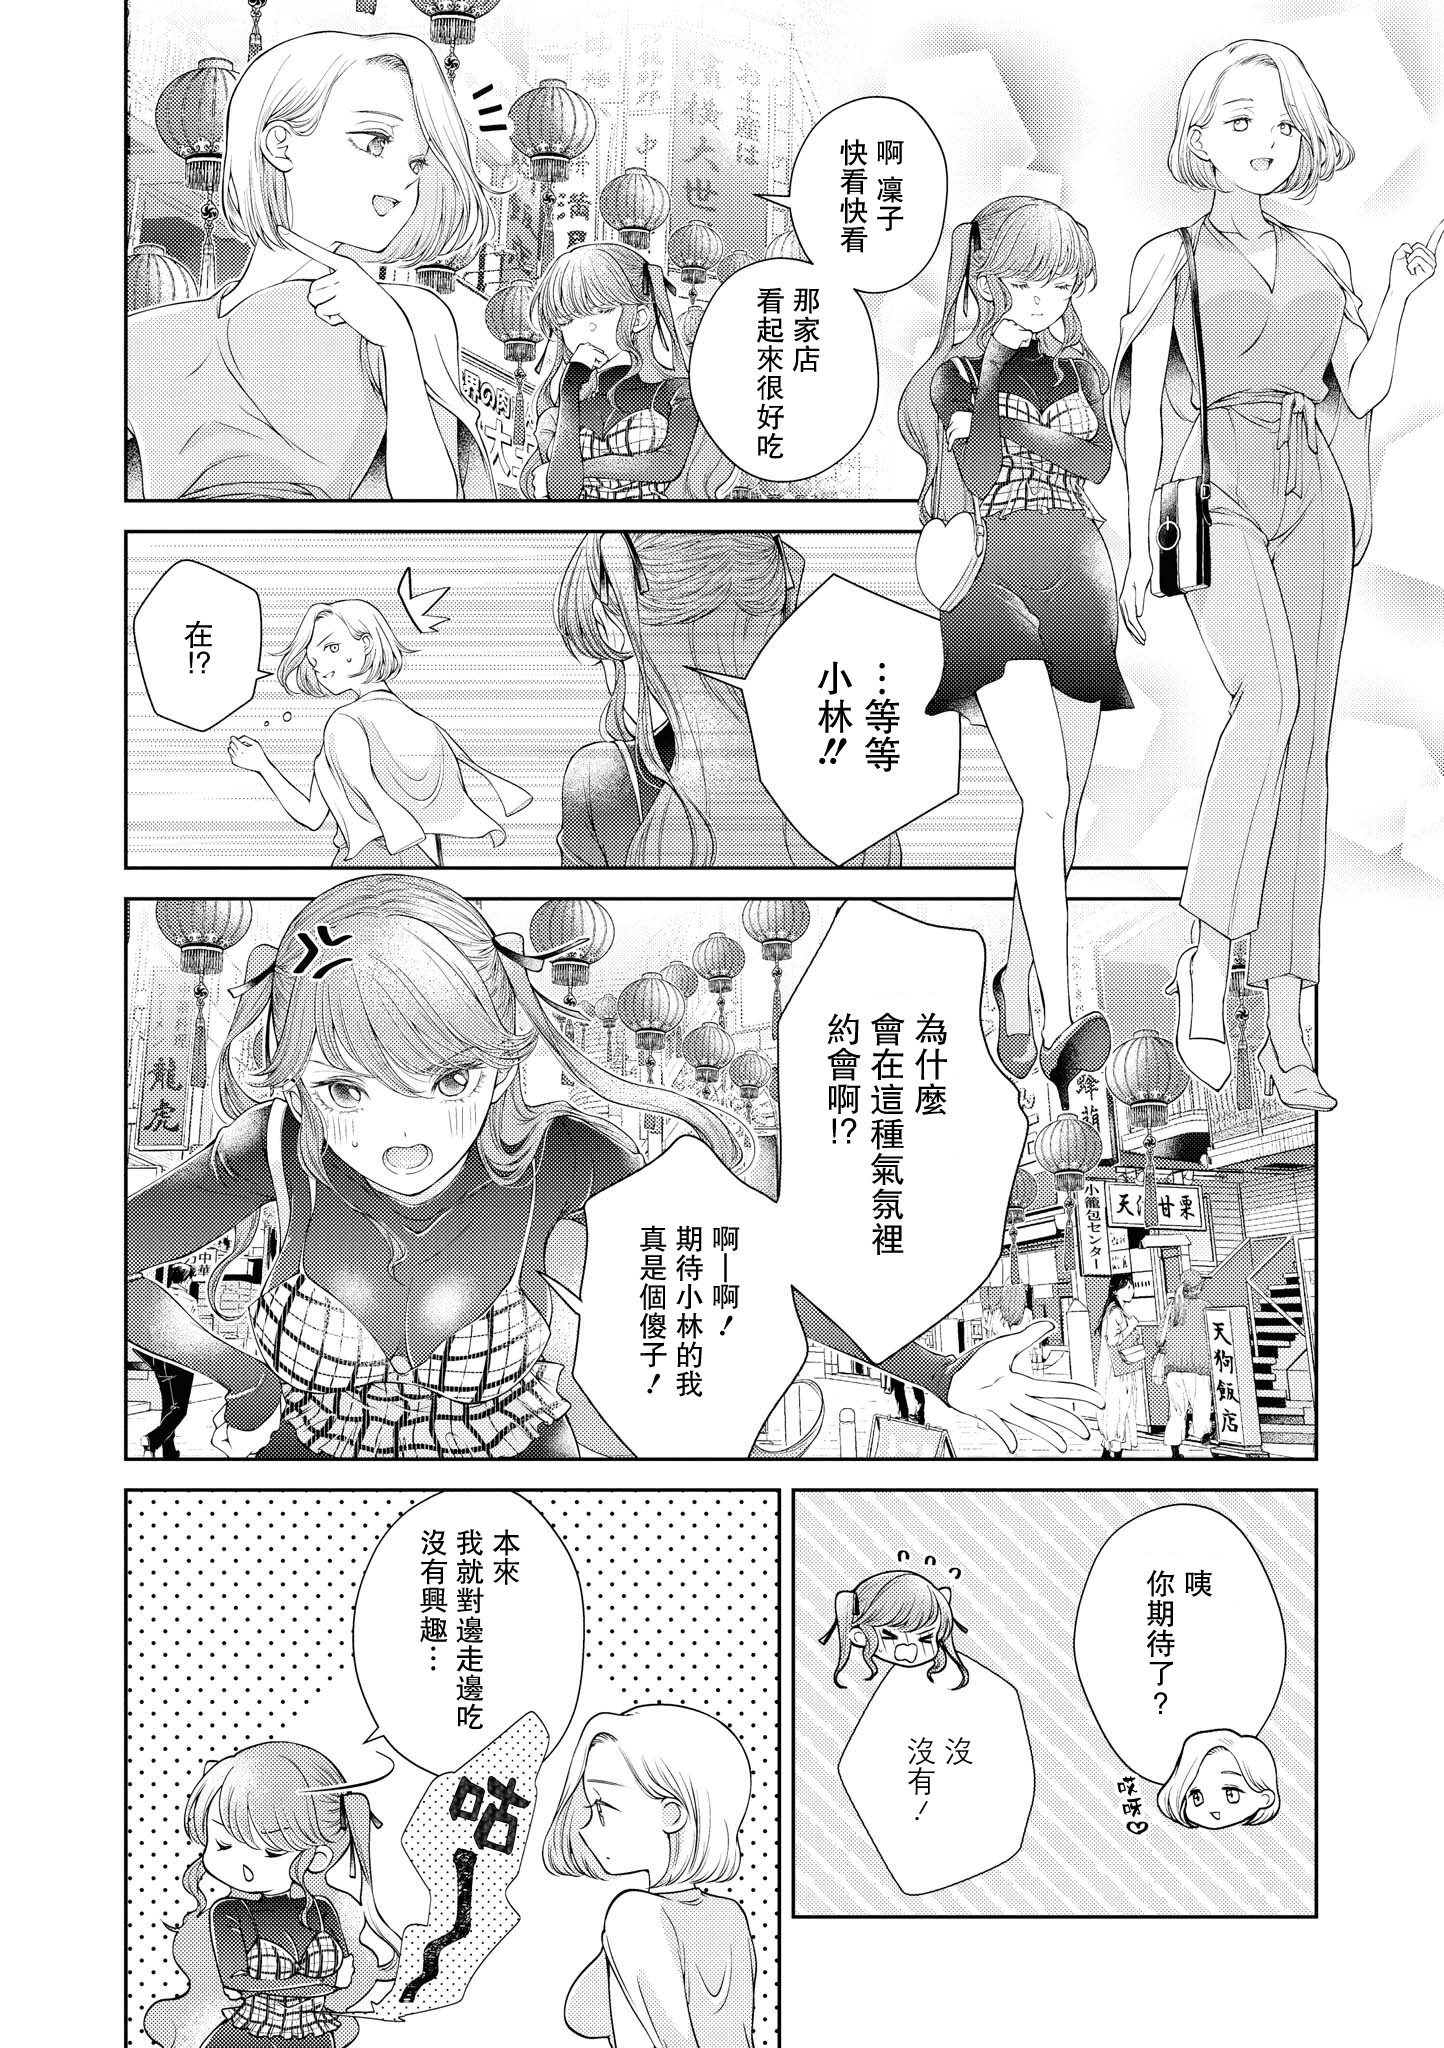 啊 凜子
快看快看
那家店
看起來很好吃
…等等
小林!!
在!?
為什麼
會在這種氣氛裡
約會啊!?
啊—啊!
期待小林的我
真是個傻子!
龍虎
中華
小籠包センター
天津甘栗
天狗飯店
咦
你期待了?
哎呀♡
沒
沒有!
本來
我就對邊走邊吃
沒有興趣…
咕